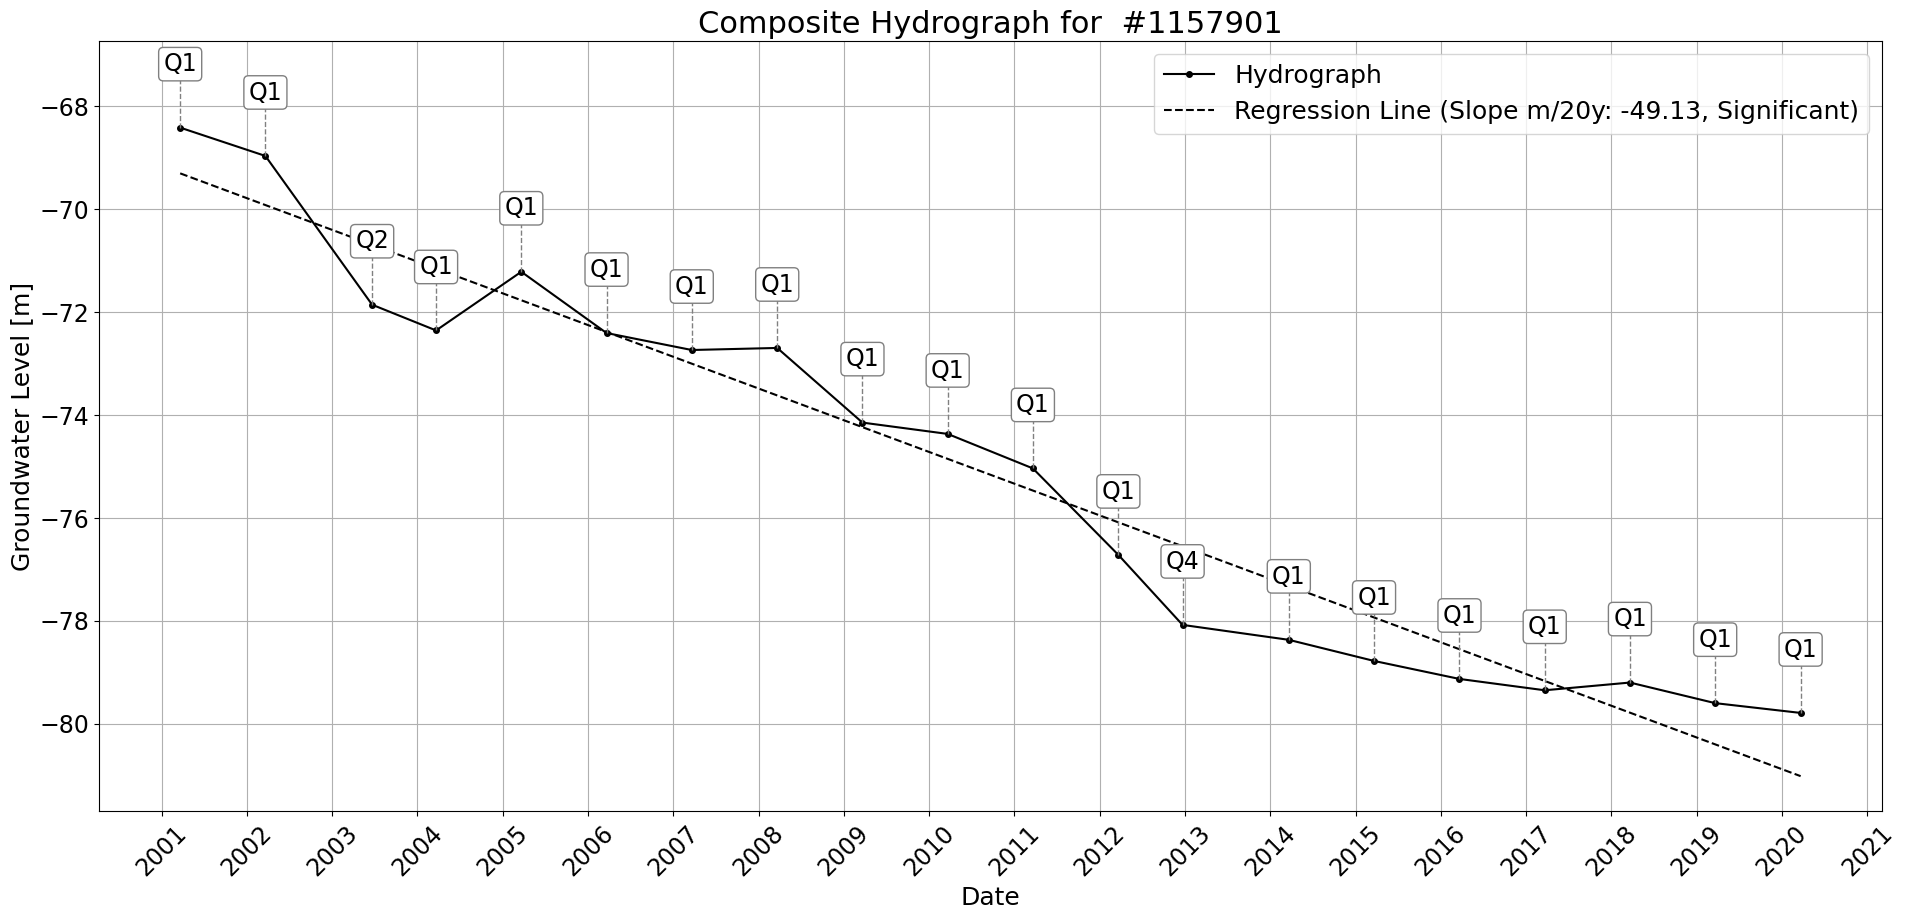 Composite Hydrograph for  #1157901
Hydrograph
Regression Line (Slope m/20y: -49.13, Significant)
Groundwater Level [m]
−68
−70
−72
−74
−76
−78
−80
Q1
Q1
Q2
Q1
Q1
Q1
Q1
Q1
Q1
Q1
Q1
Q1
Q4
Q1
Q1
Q1
Q1
Q1
Q1
Q1
2001
2002
2003
2004
2005
2006
2007
2008
2009
2010
2011
2012
2013
2014
2015
2016
2017
2018
2019
2020
2021
Date